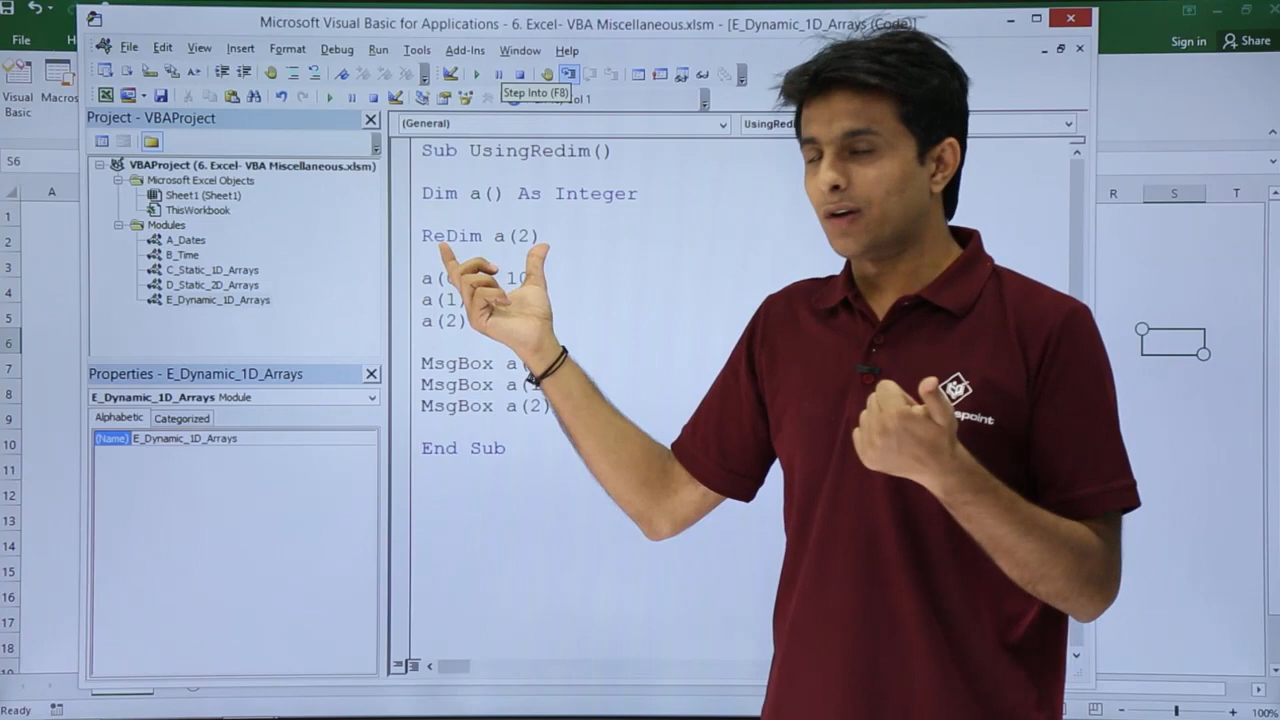 Microsoft Visual Basic for Applications - 6. Excel- VBA Miscellaneous.xlsm - [E_Dynamic_1D_Arrays (Code)]
File
Sign in
Share
File Edit View Insert Format Debug Run Tools Add-Ins Window Help
Visual Basic
Macros
Step Into (F8)
Project - VBAProject
(General)
S6
VBAProject (6. Excel- VBA Miscellaneous.xlsm)
Microsoft Excel Objects
Sheet1 (Sheet1)
ThisWorkbook
Modules
A_Dates
B_Time
C_Static_1D_Arrays
D_Static_2D_Arrays
E_Dynamic_1D_Arrays
Properties - E_Dynamic_1D_Arrays
E_Dynamic_1D_Arrays Module
Alphabetic Categorized
(Name) E_Dynamic_1D_Arrays
Sub UsingRedim()
Dim a() As Integer
ReDim a(2)
a(1)
a(2)
MsgBox
MsgBox
MsgBox a(2)
End Sub
A
R S T
1
2
3
4
5
6
7
8
9
10
11
12
13
14
15
16
17
18
Ready
100%